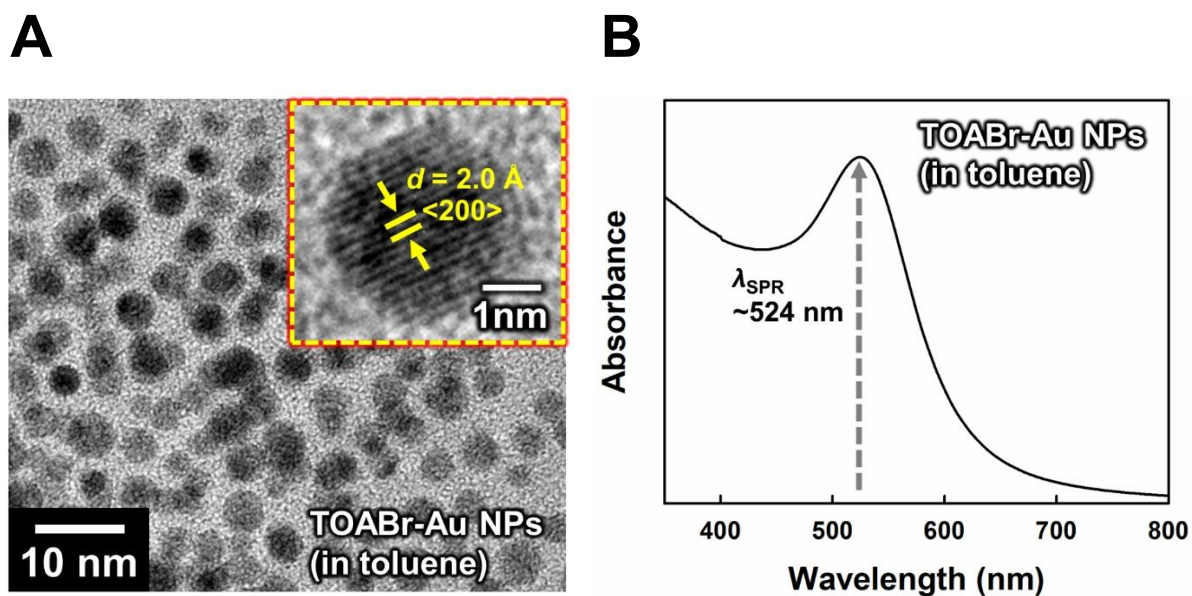 A
d = 2.0 Å
<200>
1nm
10 nm
TOABr-Au NPs
(in toluene)
B
TOABr-Au NPs
(in toluene)
λSPR
~524 nm
Absorbance
400 500 600 700 800
Wavelength (nm)